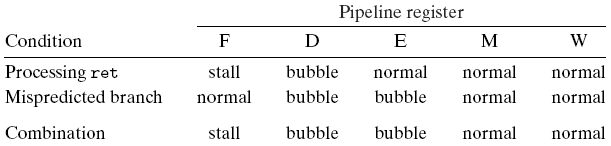 Pipeline register
Condition F D E M W
Processing ret stall bubble normal normal normal
Mispredicted branch normal bubble bubble normal normal
Combination stall bubble bubble normal normal